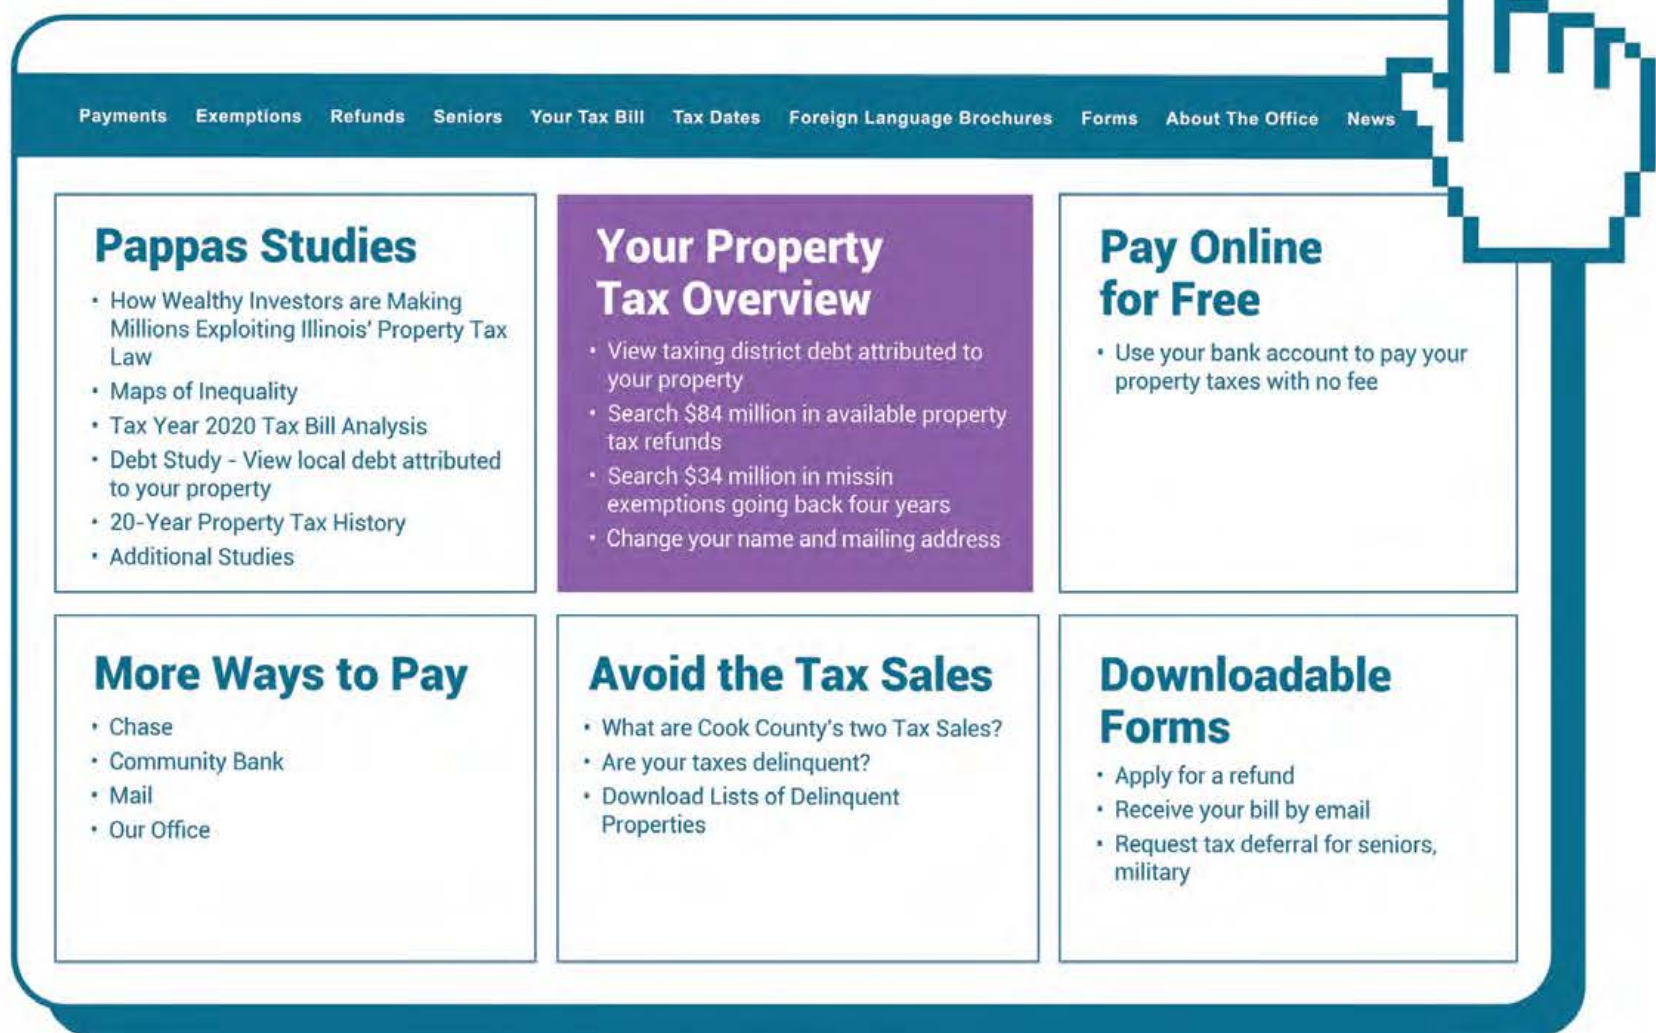 Payments Exemptions Refunds Seniors Your Tax Bill Tax Dates Foreign Language Brochures Forms About The Office News
Pappas Studies
• How Wealthy Investors are Making
Millions Exploiting Illinois' Property Tax
Law
• Maps of Inequality
• Tax Year 2020 Tax Bill Analysis
• Debt Study - View local debt attributed
to your property
• 20-Year Property Tax History
• Additional Studies
Your Property
Tax Overview
• View taxing district debt attributed to
your property
• Search $84 million in available property
tax refunds
• Search $34 million in missin
exemptions going back four years
• Change your name and mailing address
Pay Online
for Free
• Use your bank account to pay your
property taxes with no fee
More Ways to Pay
• Chase
• Community Bank
• Mail
• Our Office
Avoid the Tax Sales
• What are Cook County's two Tax Sales?
• Are your taxes delinquent?
• Download Lists of Delinquent
Properties
Downloadable
Forms
• Apply for a refund
• Receive your bill by email
• Request tax deferral for seniors,
military